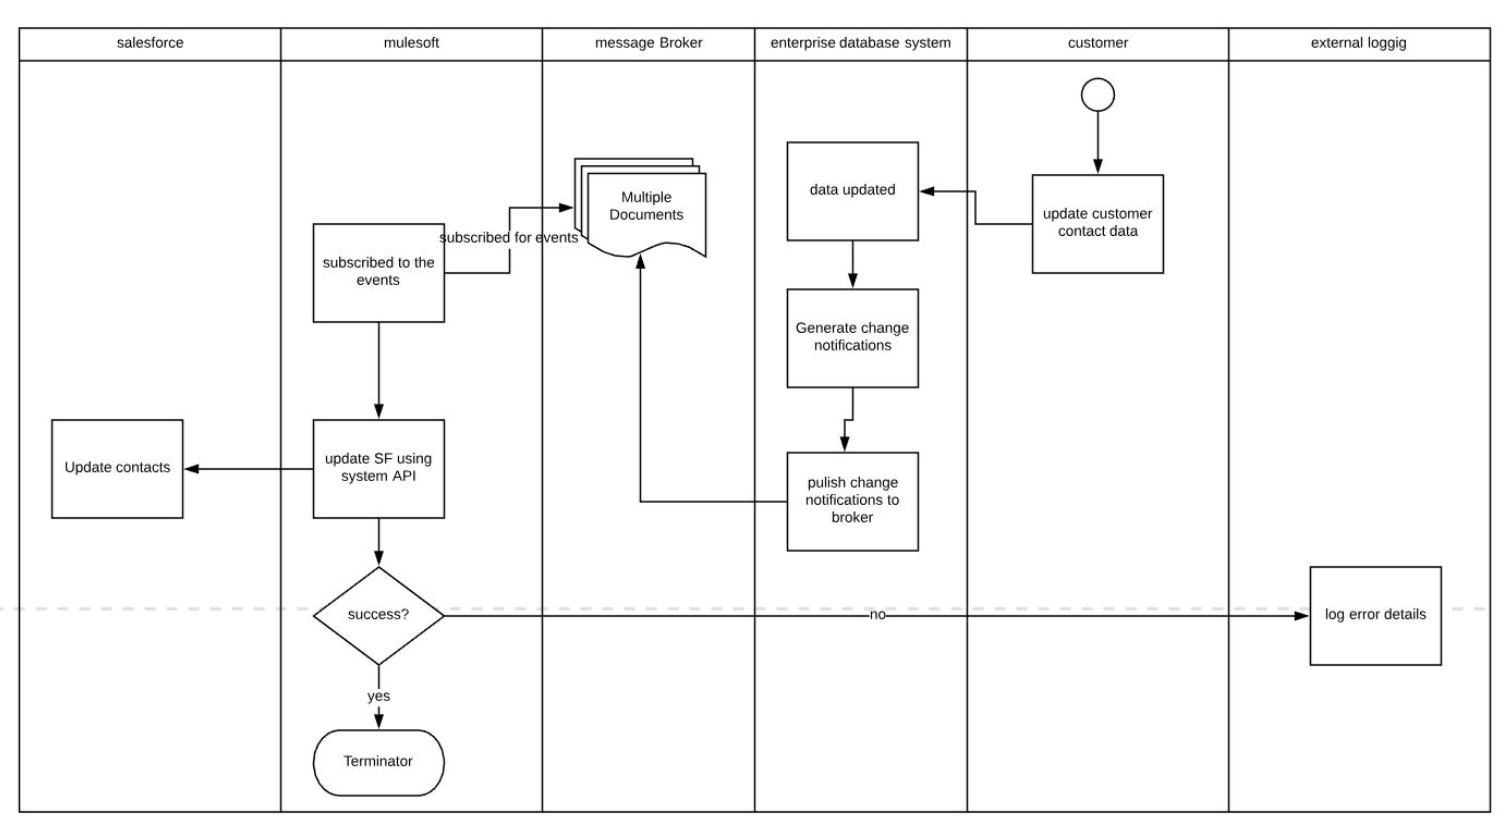 salesforce
mulesoft
message Broker
enterprise database system
customer
external loggig
data updated
Multiple
Documents
update customer
contact data
subscribed for events
subscribed to the
events
Generate change
notifications
Update contacts
update SF using
system API
pulish change
notifications to
broker
success?
no
log error details
yes
Terminator